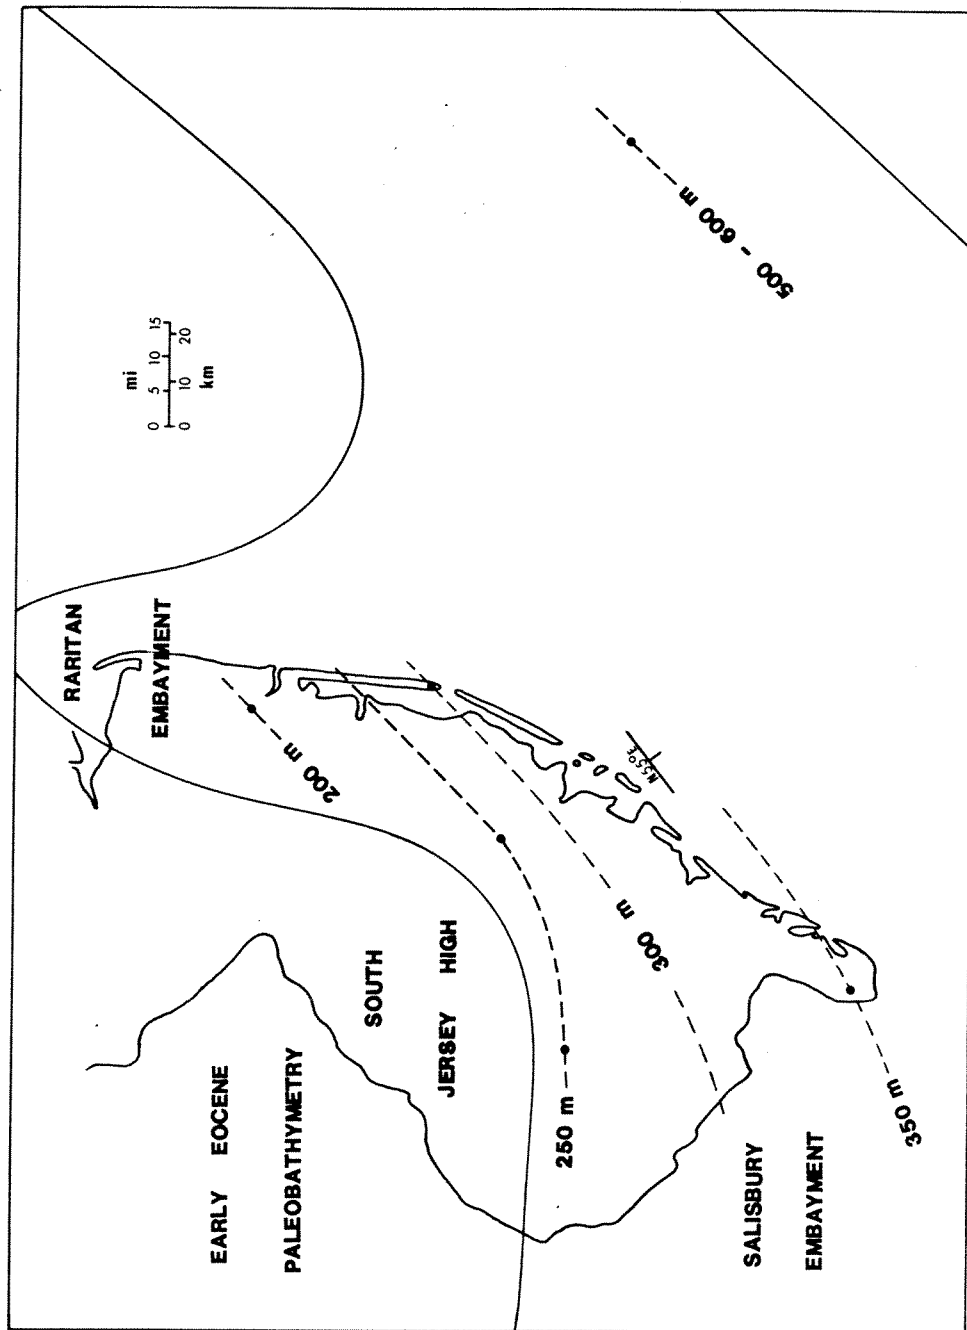 EARLY EOCENE
PALEOBATHYMETRY
SOUTH
JERSEY HIGH
RARITAN
EMBAYMENT
SALISBURY
EMBAYMENT
mi
0 5 10 15
0 10 20
km
200 m
250 m
300 m
350 m
500 - 600 m
N55°E